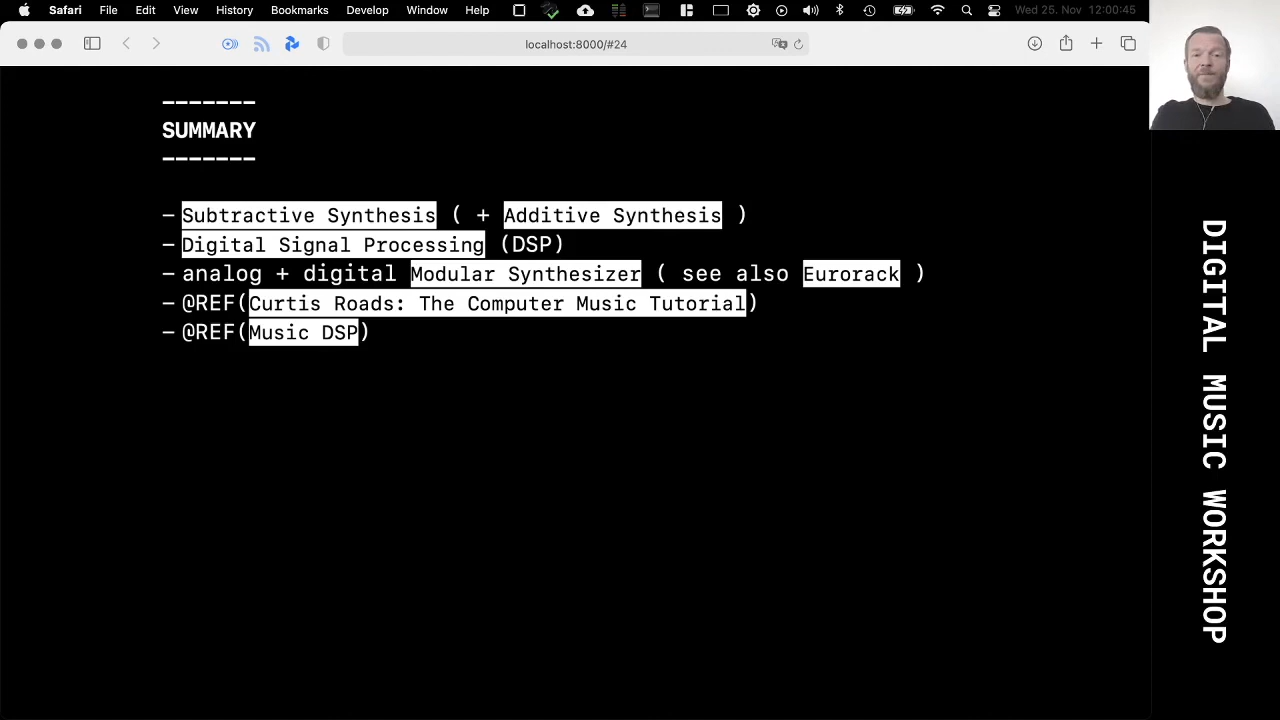 Safari File Edit View History Bookmarks Develop Window Help Wed 25. Nov 12:00:45
localhost:8000/#24
-------
SUMMARY
-------
- Subtractive Synthesis ( + Additive Synthesis )
- Digital Signal Processing (DSP)
- analog + digital Modular Synthesizer ( see also Eurorack )
- @REF(Curtis Roads: The Computer Music Tutorial)
- @REF(Music DSP)
DIGITAL MUSIC WORKSHOP